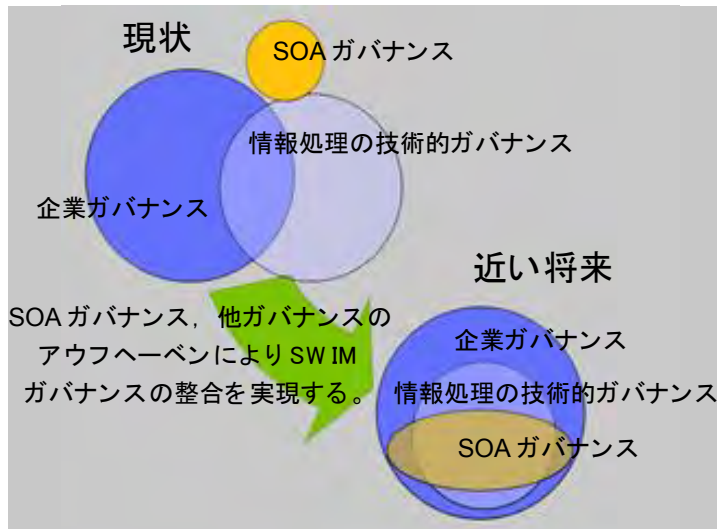 現状
SOA ガバナンス
情報処理の技術的ガバナンス
企業ガバナンス
SOA ガバナンス，他ガバナンスの
アウフヘーベンにより SWIM
ガバナンスの整合を実現する。
近い将来
企業ガバナンス
情報処理の技術的ガバナンス
SOA ガバナンス